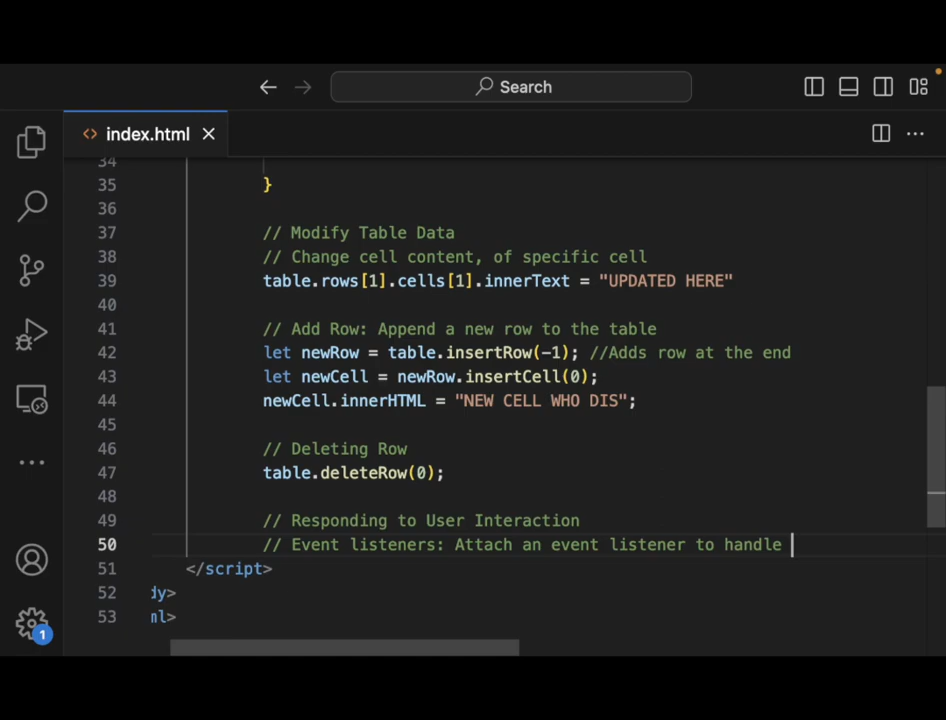 Search
index.html
34
35 }
36
37 // Modify Table Data
38 // Change cell content, of specific cell
39 table.rows[1].cells[1].innerText = "UPDATED HERE"
40
41 // Add Row: Append a new row to the table
42 let newRow = table.insertRow(-1); //Adds row at the end
43 let newCell = newRow.insertCell(0);
44 newCell.innerHTML = "NEW CELL WHO DIS";
45
46 // Deleting Row
47 table.deleteRow(0);
48
49 // Responding to User Interaction
50 // Event listeners: Attach an event listener to handle
51 </script>
52 dy>
53 ml>
1